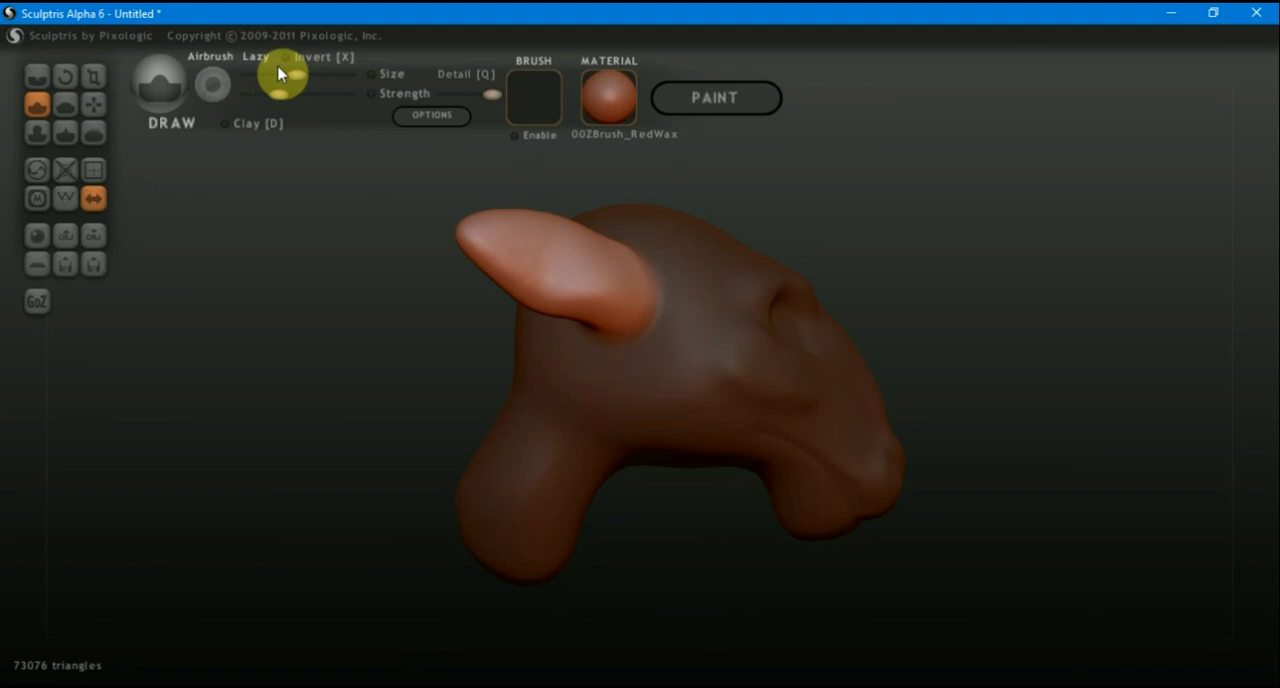 Sculptris Alpha 6 - Untitled *
Sculptris by Pixologic Copyright © 2009-2011 Pixologic, Inc.
Airbrush Lazy Invert [X]
Size Detail [Q]
Strength
OPTIONS
DRAW Clay [D]
BRUSH MATERIAL
Enable 00ZBrush_RedWax
PAINT
GoZ
73076 triangles